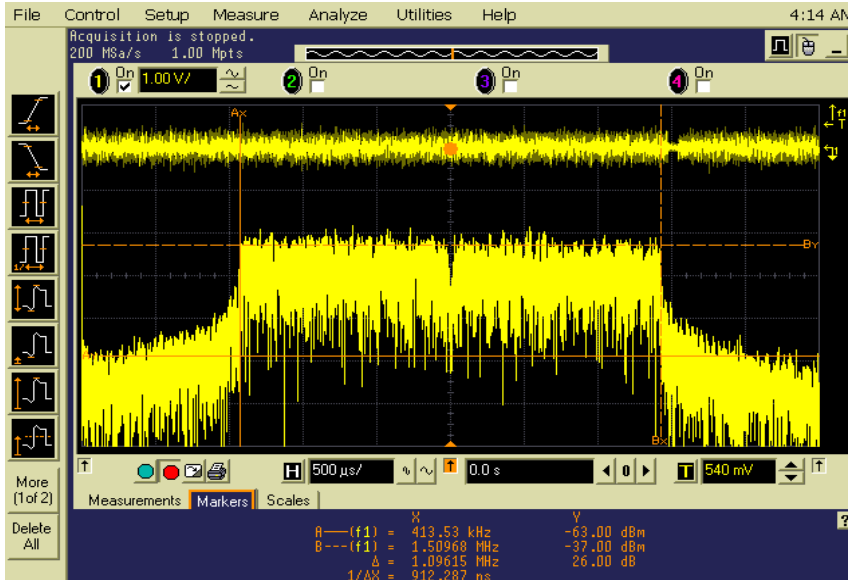 File Control Setup Measure Analyze Utilities Help 4:14 AM
Acquisition is stopped.
200 MSa/s 1.00 Mpts
1 On 1.00 V/ 2 On 3 On 4 On
Ax
f1
T
By
Bx
H 500 µs/ 0.0 s 0 T 540 mV
More
(1of 2)
Delete
All
Measurements Markers Scales
X Y
A———(f1) = 413.53 kHz -63.00 dBm
B---(f1) = 1.50968 MHz -37.00 dBm
Δ = 1.09615 MHz 26.00 dB
1/ΔX = 912.287 ns
?